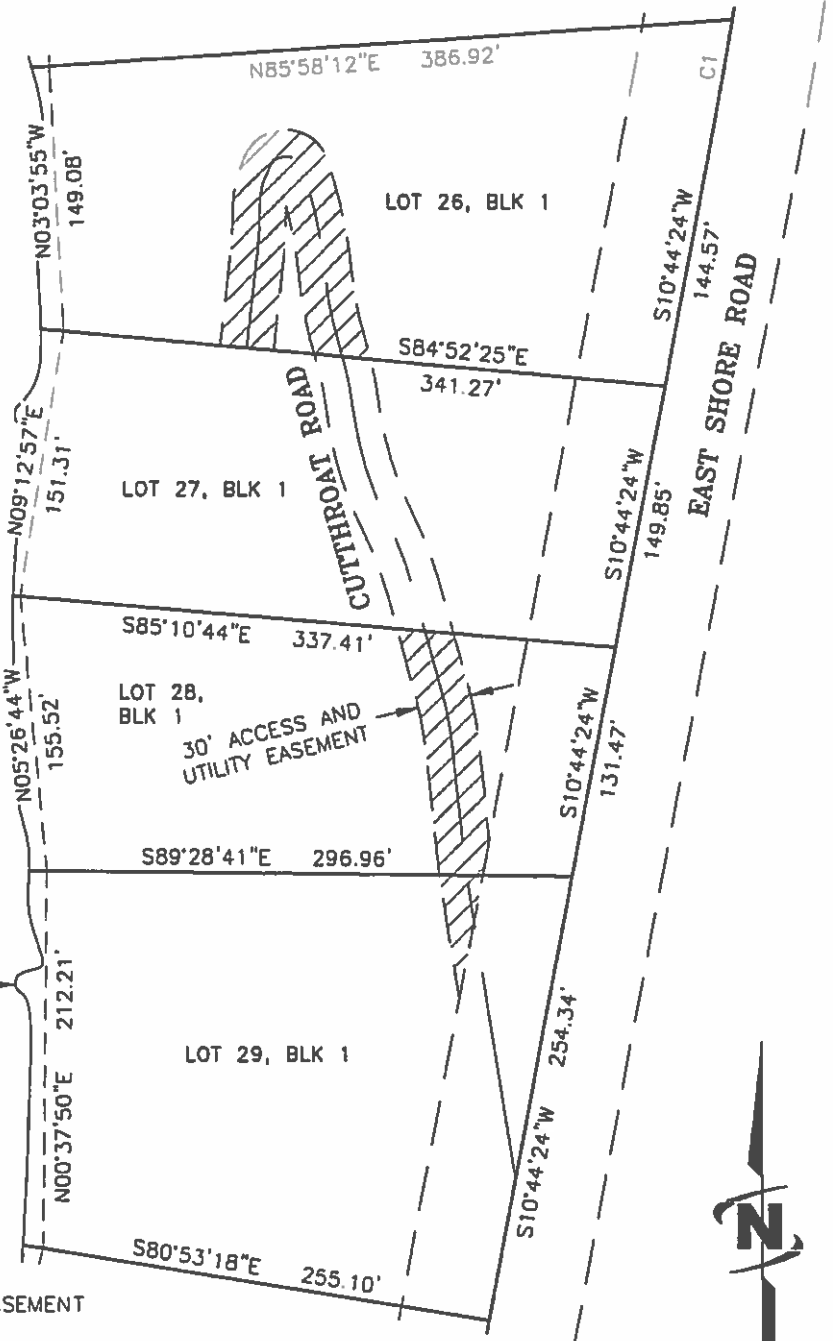 N85°58'12"E 386.92'
C1
N03°03'55"W
149.08'
LOT 26, BLK 1
S10°44'24"W
144.57'
S84°52'25"E
341.27'
EAST SHORE ROAD
CUTTHROAT ROAD
N09°12'57"E
151.31'
LOT 27, BLK 1
S10°44'24"W
149.85'
S85°10'44"E 337.41'
N05°26'44"W
155.52'
LOT 28,
BLK 1
30' ACCESS AND
UTILITY EASEMENT
S10°44'24"W
131.47'
S89°28'41"E 296.96'
N00°37'50"E 212.21'
LOT 29, BLK 1
S10°44'24"W 254.34'
S80°53'18"E 255.10'
N
SEMENT